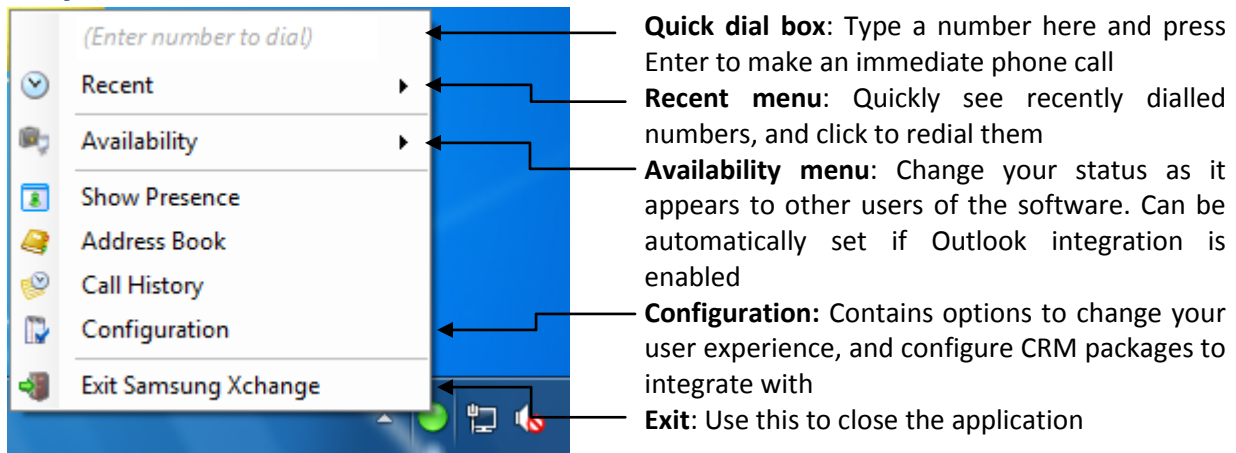 (Enter number to dial)
Recent
Availability
Show Presence
Address Book
Call History
Configuration
Exit Samsung Xchange
Quick dial box: Type a number here and press
Enter to make an immediate phone call
Recent menu: Quickly see recently dialled
numbers, and click to redial them
Availability menu: Change your status as it
appears to other users of the software. Can be
automatically set if Outlook integration is
enabled
Configuration: Contains options to change your
user experience, and configure CRM packages to
integrate with
Exit: Use this to close the application